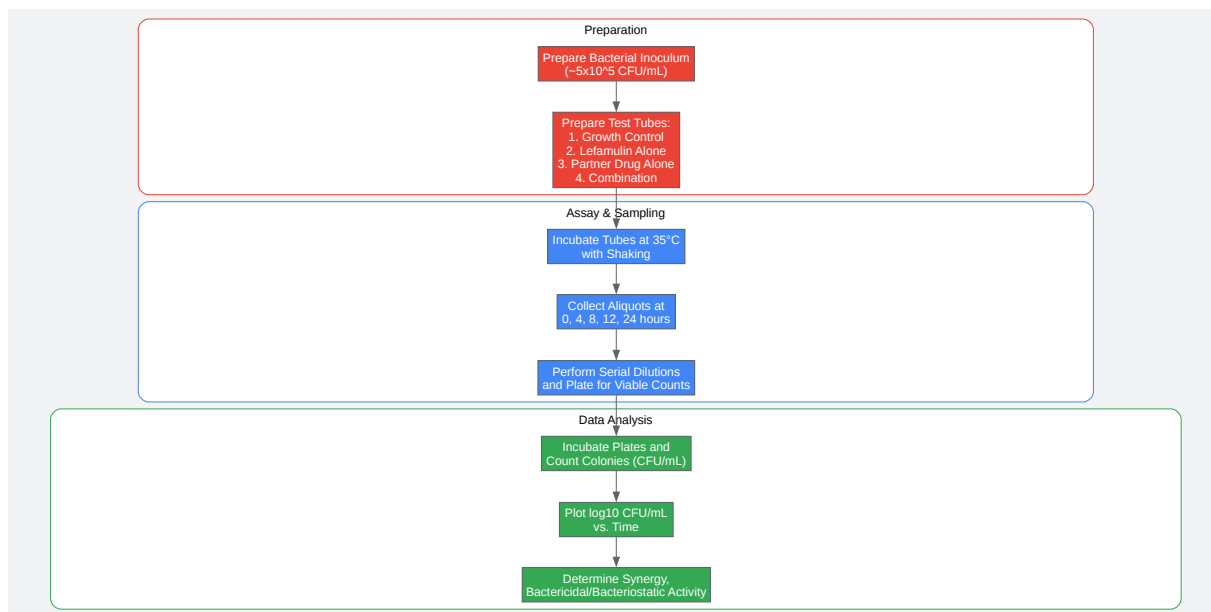 Preparation
Prepare Bacterial Inoculum
(~5x10^5 CFU/mL)
Prepare Test Tubes:
1. Growth Control
2. Lefamulin Alone
3. Partner Drug Alone
4. Combination
Assay & Sampling
Incubate Tubes at 35°C
with Shaking
Collect Aliquots at
0, 4, 8, 12, 24 hours
Perform Serial Dilutions
and Plate for Viable Counts
Data Analysis
Incubate Plates and
Count Colonies (CFU/mL)
Plot log10 CFU/mL
vs. Time
Determine Synergy,
Bactericidal/Bacteriostatic Activity